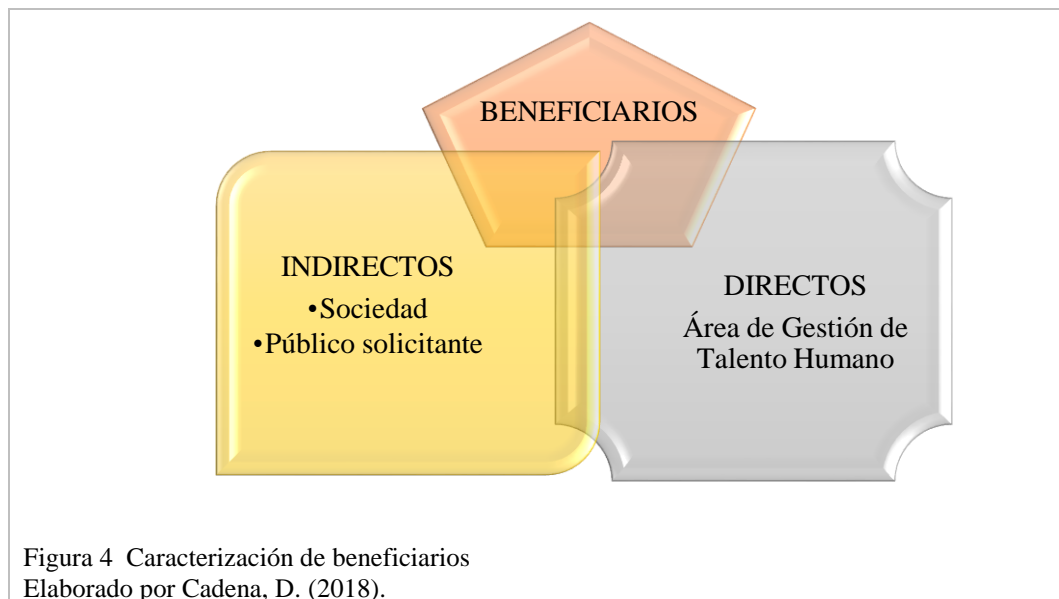 BENEFICIARIOS
INDIRECTOS
•Sociedad
•Público solicitante
DIRECTOS
Área de Gestión de
Talento Humano
Figura 4 Caracterización de beneficiarios
Elaborado por Cadena, D. (2018).